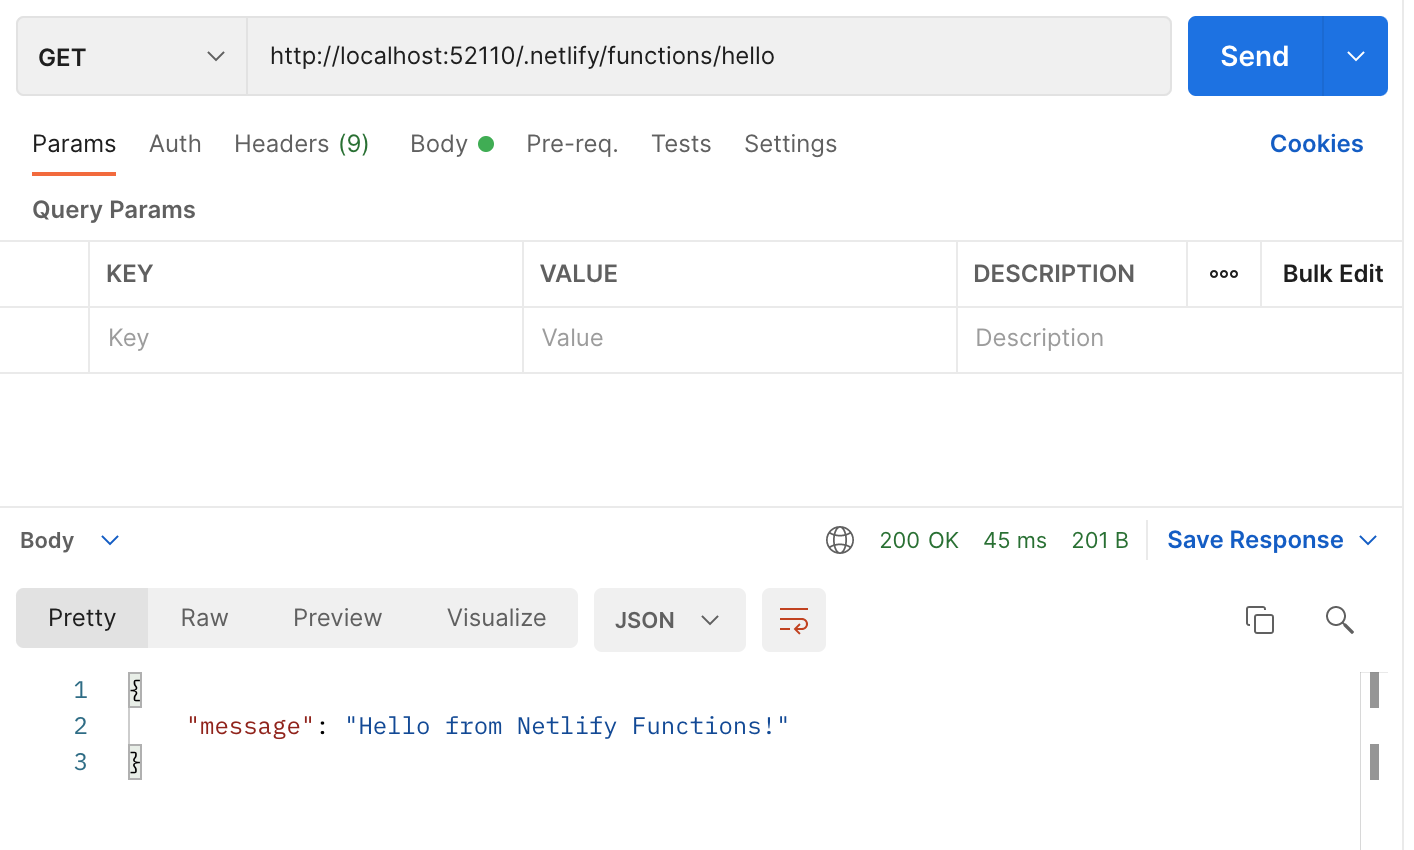 GET http://localhost:52110/.netlify/functions/hello Send
Params Auth Headers (9) Body Pre-req. Tests Settings Cookies
Query Params
KEY VALUE DESCRIPTION ooo Bulk Edit
Key Value Description
Body 200 OK 45 ms 201 B Save Response
Pretty Raw Preview Visualize JSON
1 {
2 "message": "Hello from Netlify Functions!"
3 }